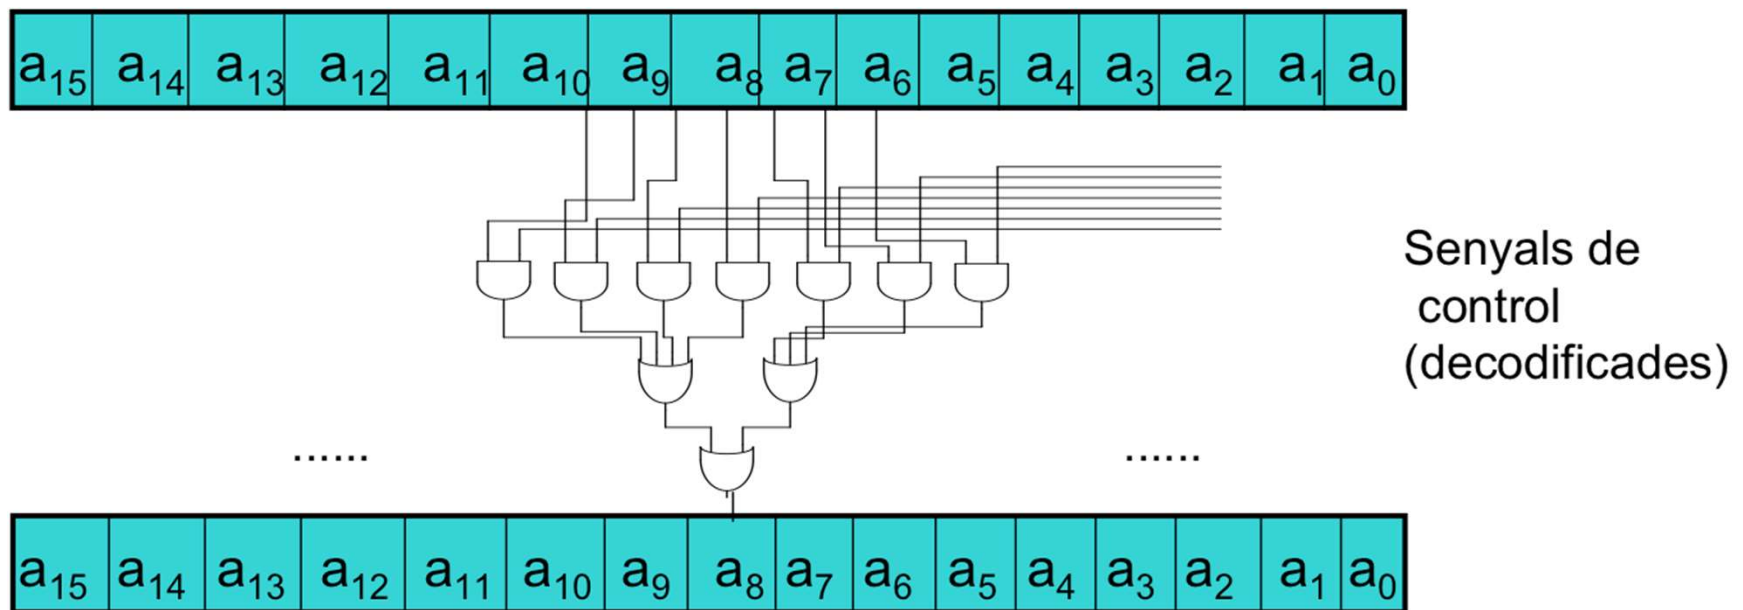 a15 a14 a13 a12 a11 a10 a9 a8 a7 a6 a5 a4 a3 a2 a1 a0
Senyals de
control
(decodificades)
...... ......
a15 a14 a13 a12 a11 a10 a9 a8 a7 a6 a5 a4 a3 a2 a1 a0